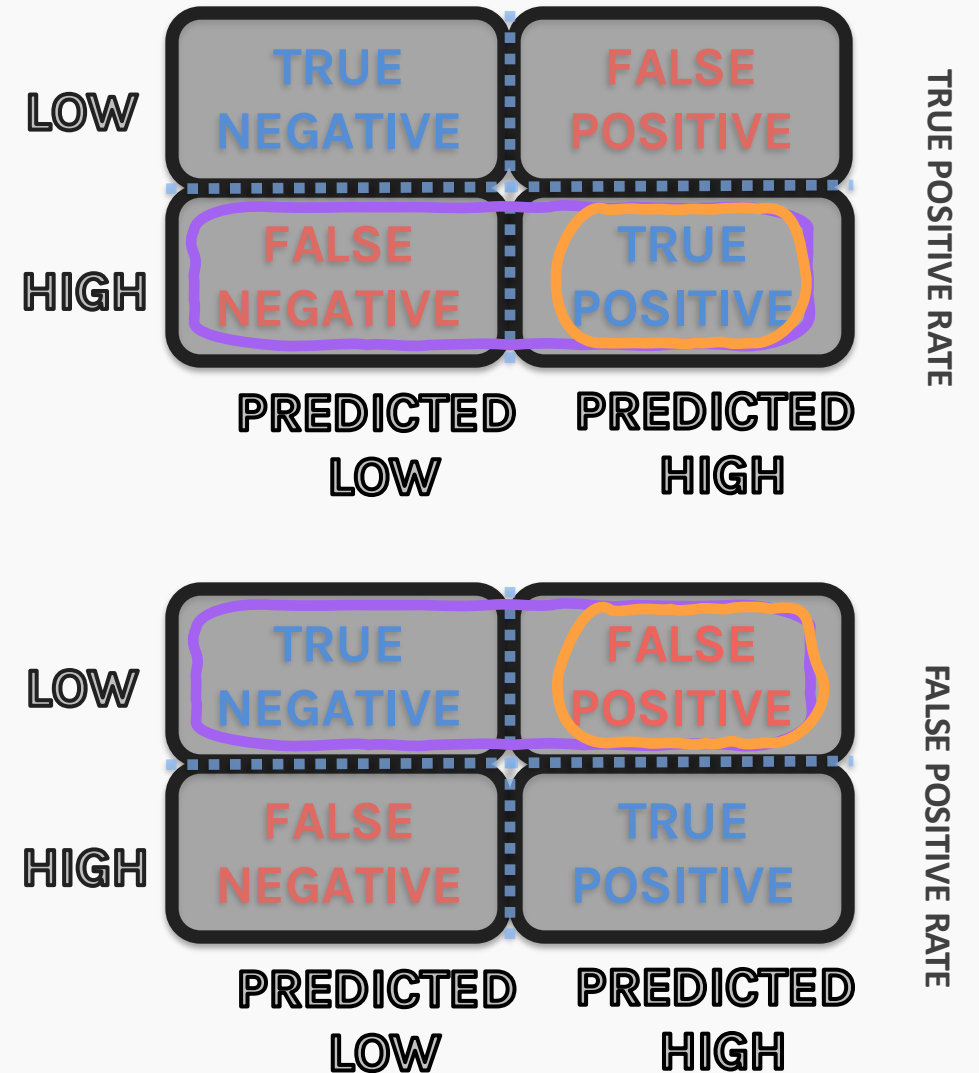 TRUE
NEGATIVE
FALSE
POSITIVE
LOW
FALSE
NEGATIVE
TRUE
POSITIVE
HIGH
PREDICTED
LOW
PREDICTED
HIGH
TRUE POSITIVE RATE
TRUE
NEGATIVE
FALSE
POSITIVE
LOW
FALSE
NEGATIVE
TRUE
POSITIVE
HIGH
PREDICTED
LOW
PREDICTED
HIGH
FALSE POSITIVE RATE